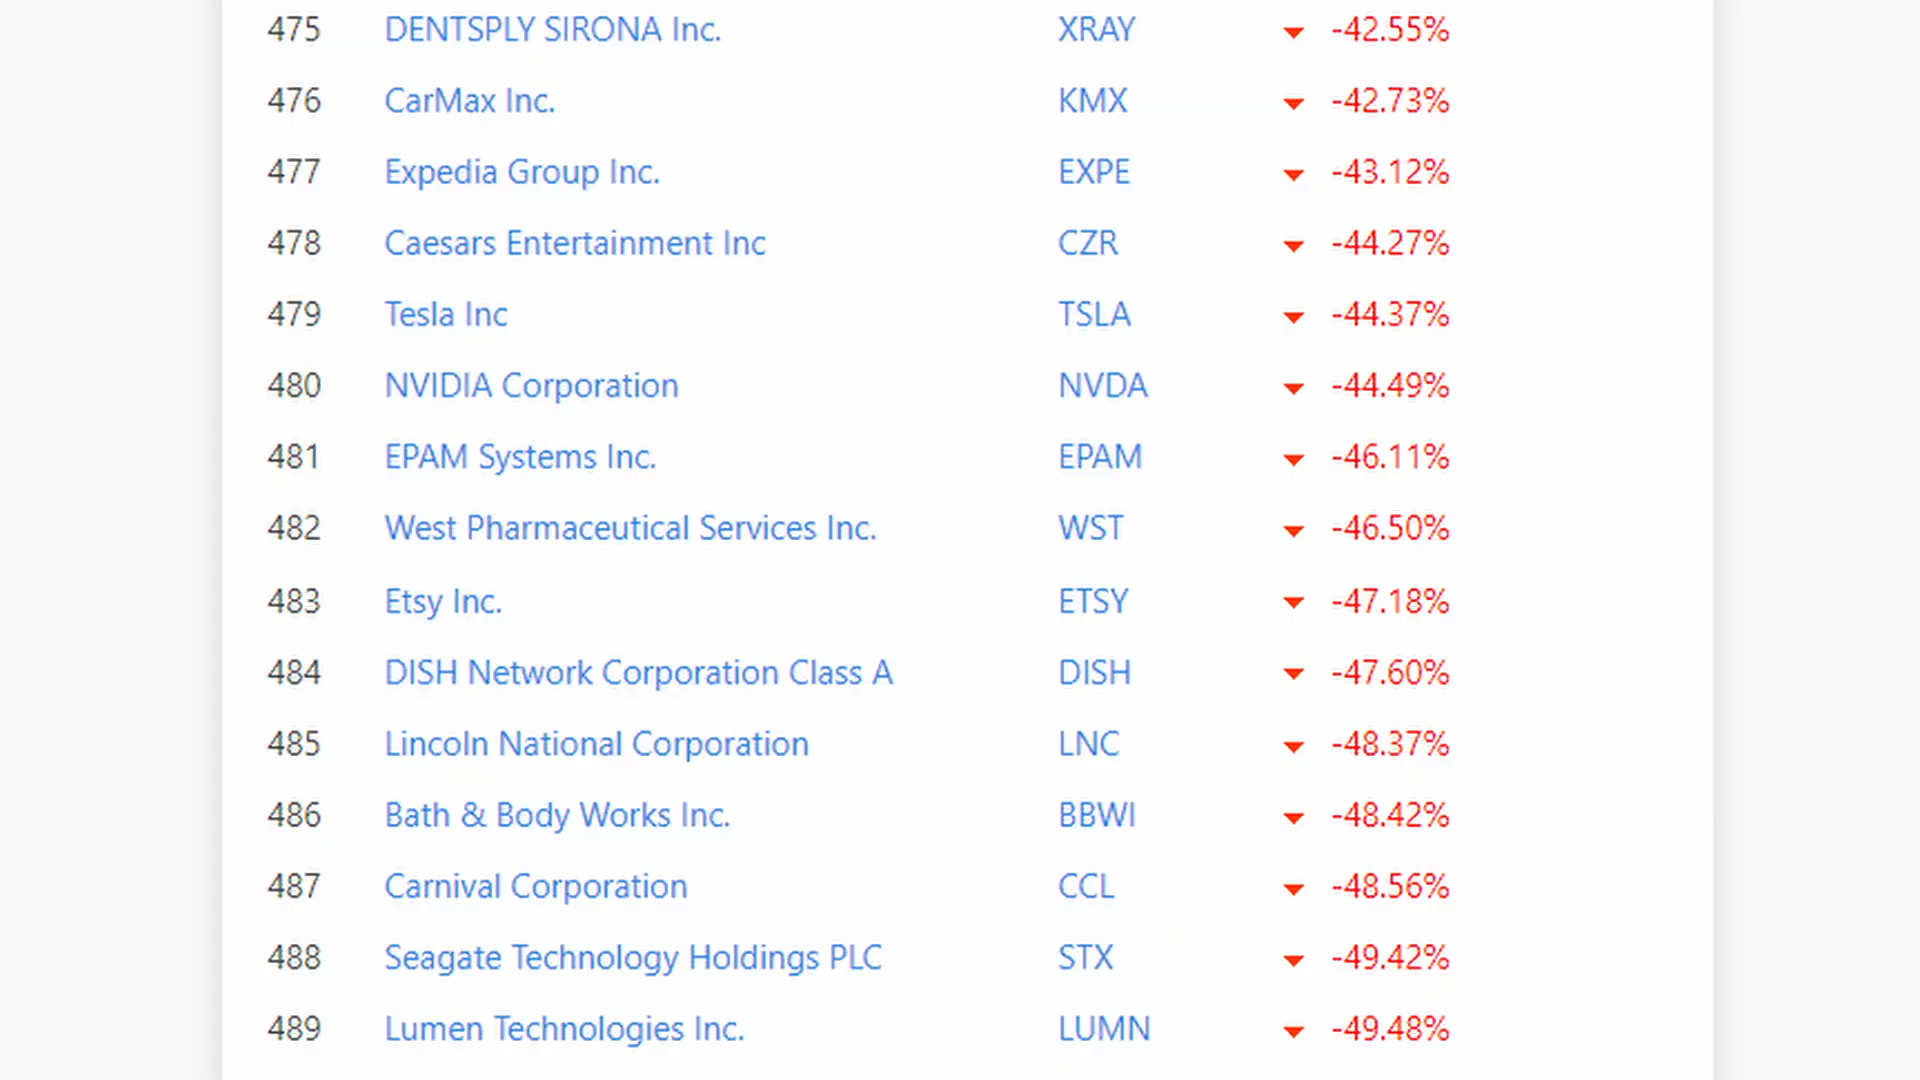 475 DENTSPLY SIRONA Inc. XRAY -42.55%
476 CarMax Inc. KMX -42.73%
477 Expedia Group Inc. EXPE -43.12%
478 Caesars Entertainment Inc CZR -44.27%
479 Tesla Inc TSLA -44.37%
480 NVIDIA Corporation NVDA -44.49%
481 EPAM Systems Inc. EPAM -46.11%
482 West Pharmaceutical Services Inc. WST -46.50%
483 Etsy Inc. ETSY -47.18%
484 DISH Network Corporation Class A DISH -47.60%
485 Lincoln National Corporation LNC -48.37%
486 Bath & Body Works Inc. BBWI -48.42%
487 Carnival Corporation CCL -48.56%
488 Seagate Technology Holdings PLC STX -49.42%
489 Lumen Technologies Inc. LUMN -49.48%